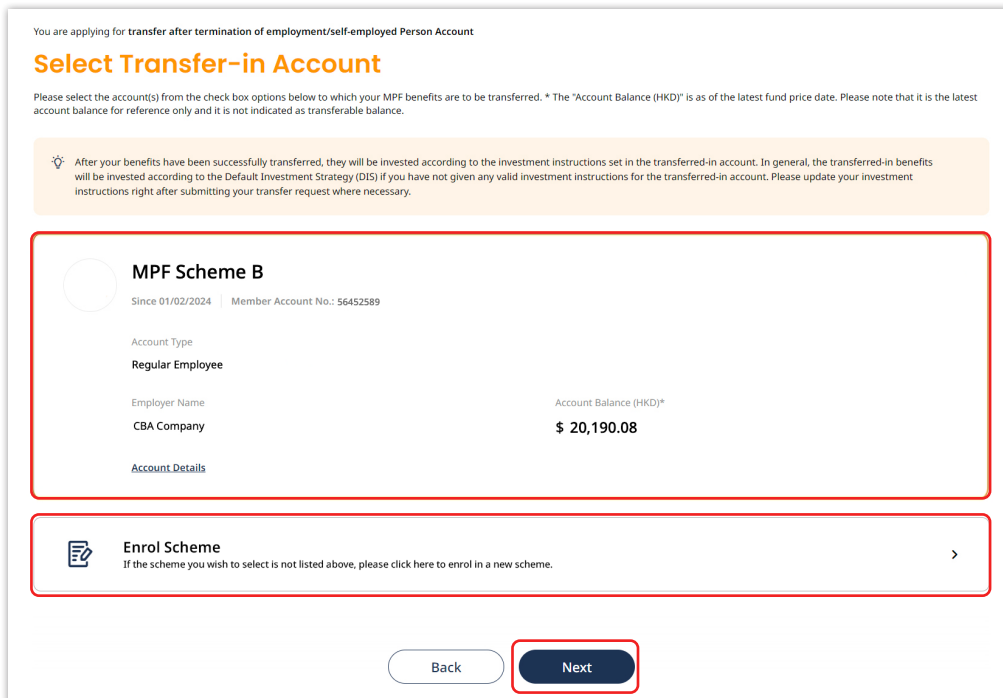 You are applying for transfer after termination of employment/self-employed Person Account
Select Transfer-in Account
Please select the account(s) from the check box options below to which your MPF benefits are to be transferred. * The "Account Balance (HKD)" is as of the latest fund price date. Please note that it is the latest
account balance for reference only and it is not indicated as transferable balance.
After your benefits have been successfully transferred, they will be invested according to the investment instructions set in the transferred-in account. In general, the transferred-in benefits
will be invested according to the Default Investment Strategy (DIS) if you have not given any valid investment instructions for the transferred-in account. Please update your investment
instructions right after submitting your transfer request where necessary.
MPF Scheme B
Since 01/02/2024 Member Account No.: 56452589
Account Type
Regular Employee
Employer Name Account Balance (HKD)*
CBA Company $ 20,190.08
Account Details
Enrol Scheme
If the scheme you wish to select is not listed above, please click here to enrol in a new scheme.
Back Next